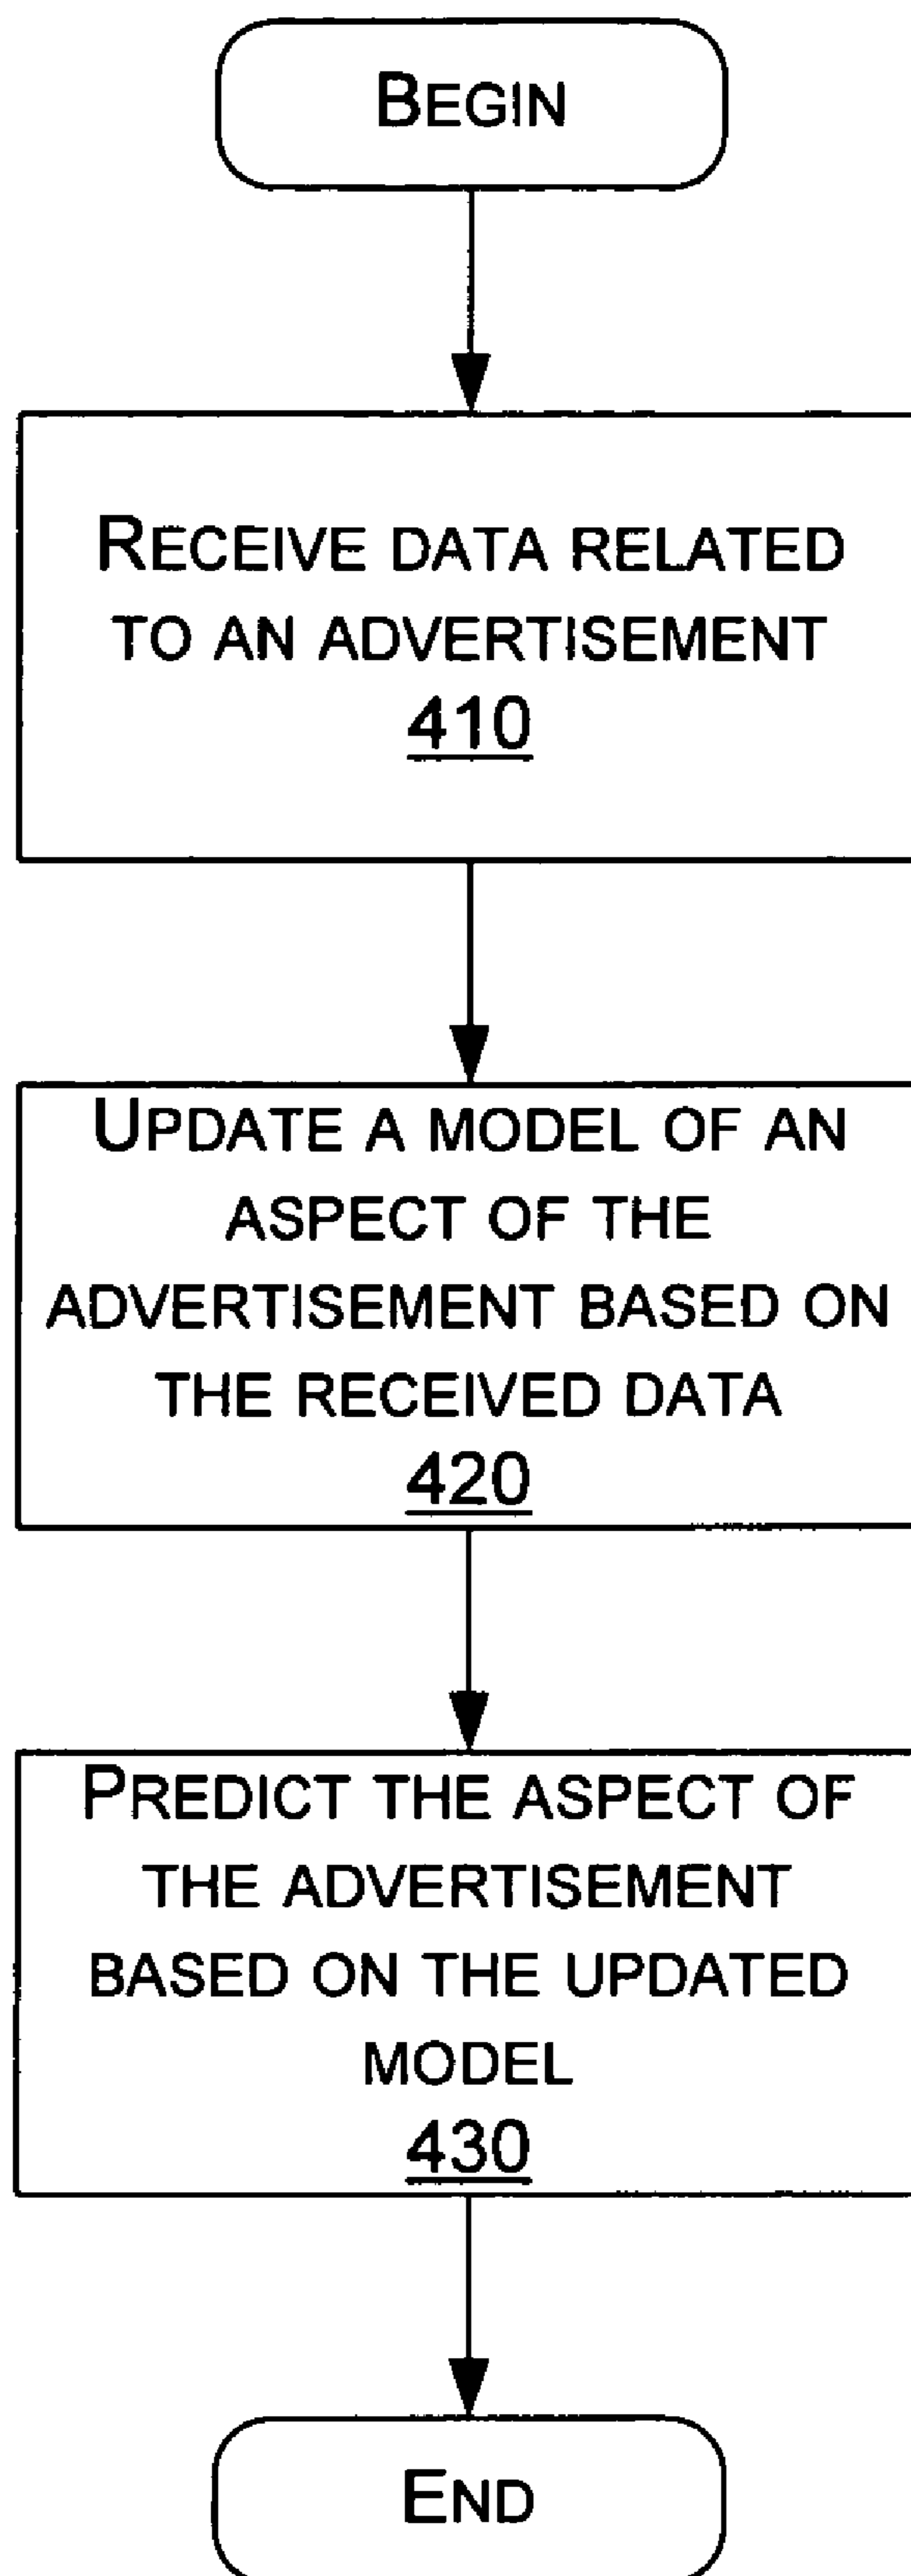 BEGIN
RECEIVE DATA RELATED
TO AN ADVERTISEMENT
410
UPDATE A MODEL OF AN
ASPECT OF THE
ADVERTISEMENT BASED ON
THE RECEIVED DATA
420
PREDICT THE ASPECT OF
THE ADVERTISEMENT
BASED ON THE UPDATED
MODEL
430
END